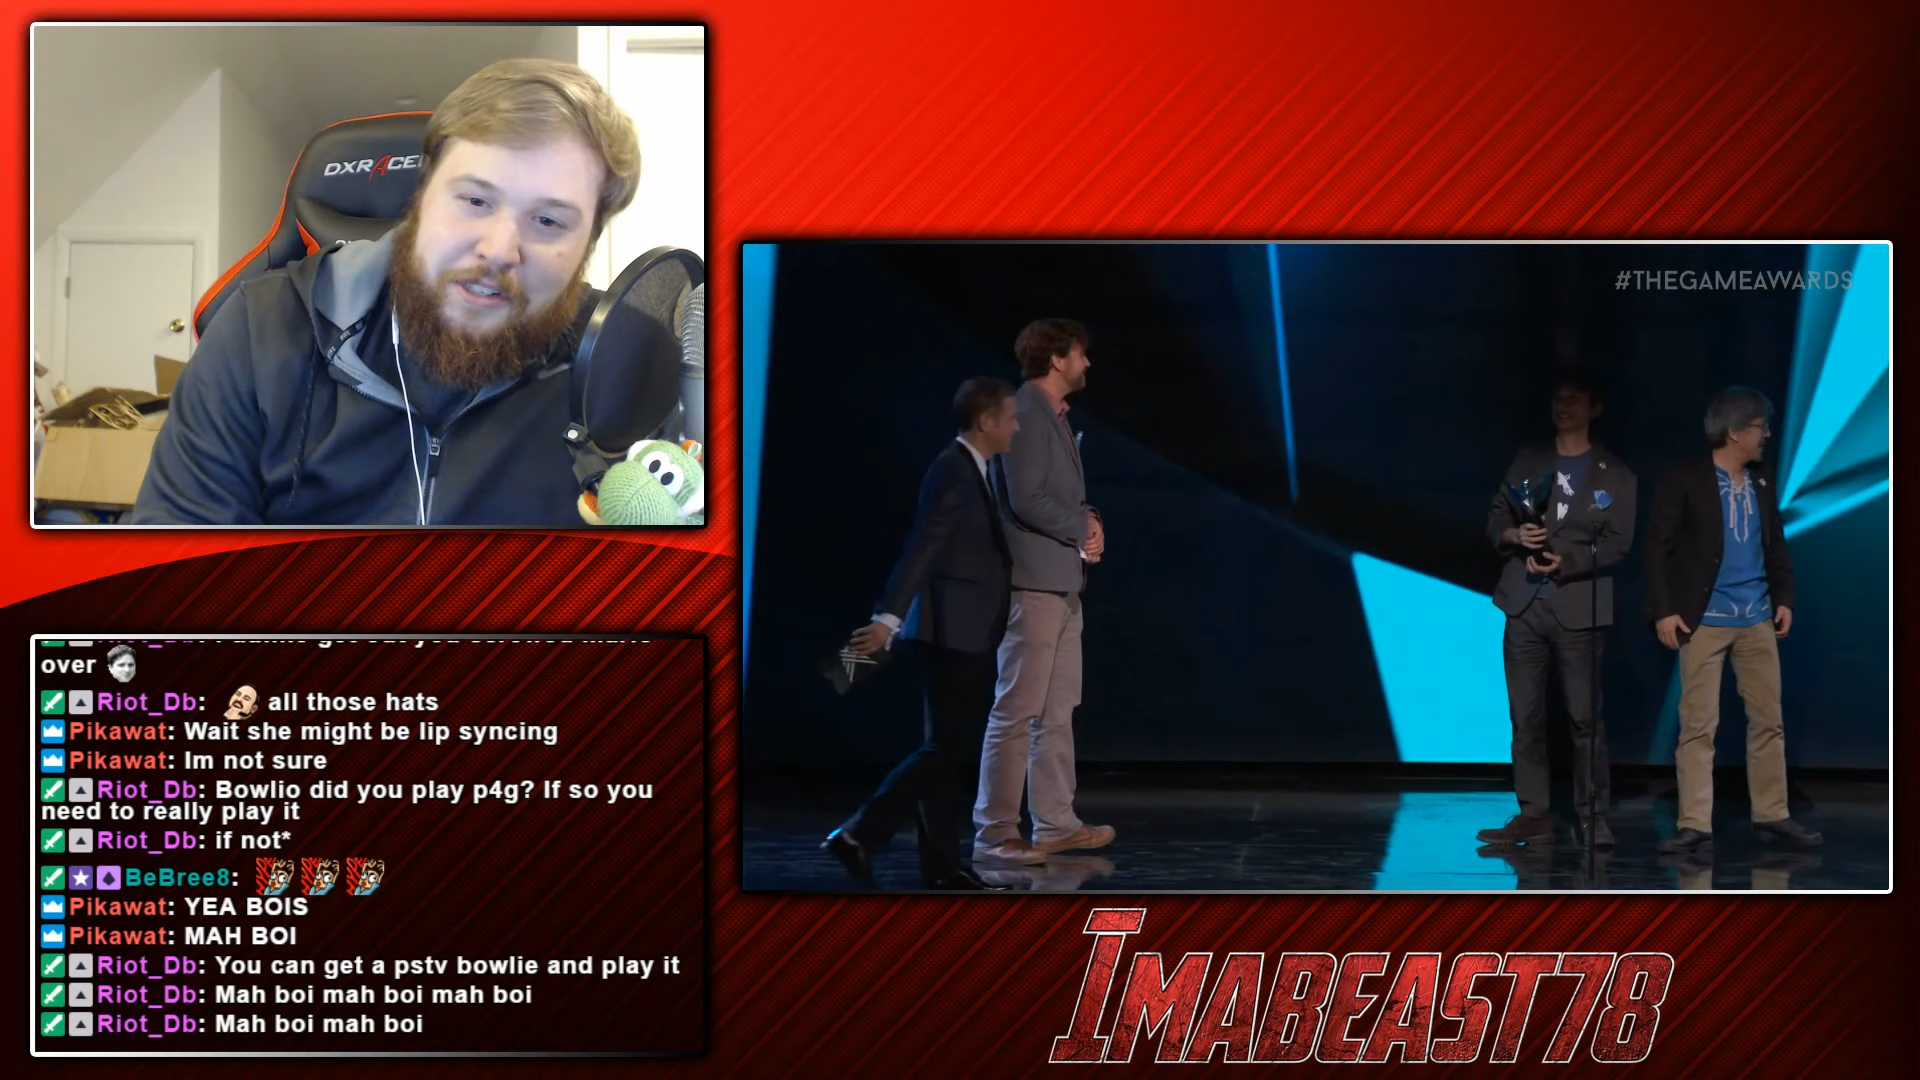 DXRACE
#THEGAMEAWARDS
over
Riot_Db: all those hats
Pikawat: Wait she might be lip syncing
Pikawat: Im not sure
Riot_Db: Bowlio did you play p4g? If so you
need to really play it
Riot_Db: if not*
BeBree8:
Pikawat: YEA BOIS
Pikawat: MAH BOI
Riot_Db: You can get a pstv bowlie and play it
Riot_Db: Mah boi mah boi mah boi
Riot_Db: Mah boi mah boi
IMABEAST78